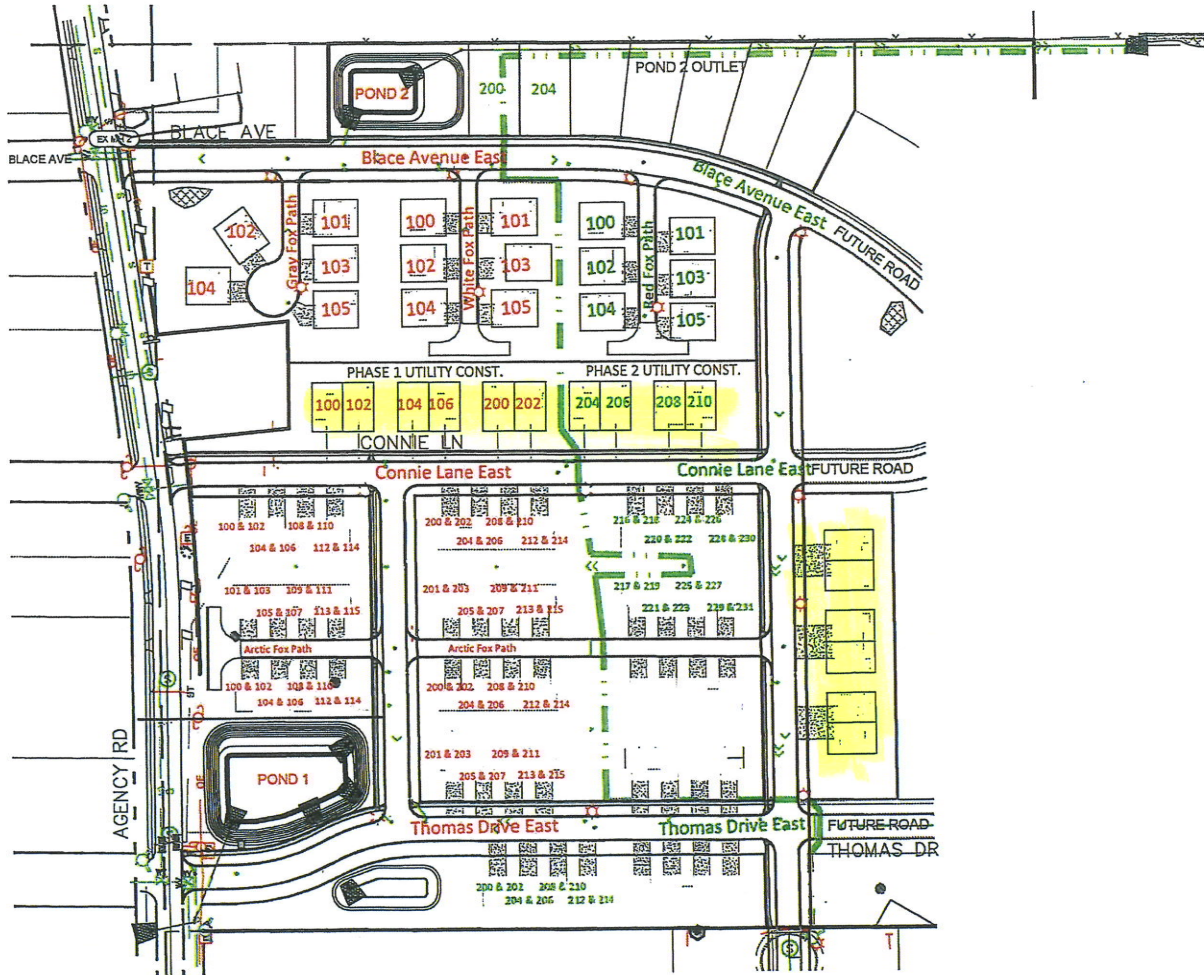 POND 2 OUTLET
200 204
POND 2
EX MH 2
BLACE AVE
BLACE AVE
Blace Avenue East
Blace Avenue East
FUTURE ROAD
Gray Fox Path
White Fox Path
Red Fox Path
102 101 100 101 100 101
104 103 102 103 102 103
105 104 105 104 105
PHASE 1 UTILITY CONST.
PHASE 2 UTILITY CONST.
100 102 104 106 200 202 204 206 208 210
CONNIE LN
Connie Lane East
Connie Lane East
FUTURE ROAD
100 & 102 108 & 110
104 & 106 112 & 114
200 & 202 208 & 210
204 & 206 212 & 214
216 & 218 224 & 226
220 & 222 228 & 230
101 & 103 109 & 111
105 & 107 113 & 115
201 & 203 209 & 211
205 & 207 213 & 215
217 & 219 225 & 227
221 & 223 229 & 231
Arctic Fox Path
Arctic Fox Path
100 & 102 108 & 110
104 & 106 112 & 114
200 & 202 208 & 210
204 & 206 212 & 214
201 & 203 209 & 211
205 & 207 213 & 215
AGENCY RD
POND 1
Thomas Drive East
Thomas Drive East
FUTURE ROAD
THOMAS DR
200 & 202 208 & 210
204 & 206 212 & 214